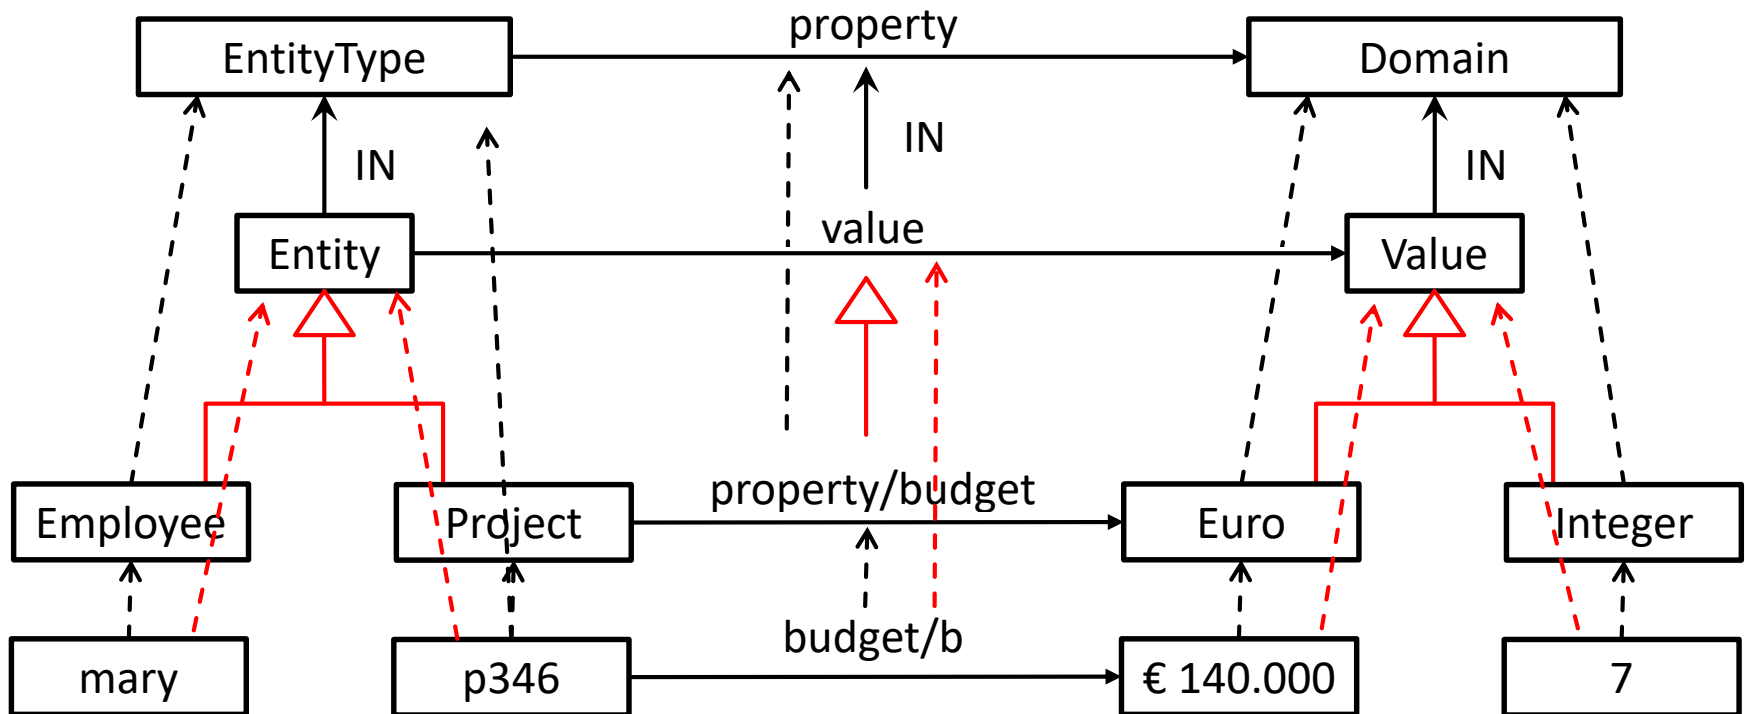 property
EntityType
Domain
IN
IN
IN
value
Entity
Value
property/budget
Employee
Project
Euro
Integer
budget/b
mary
p346
€ 140.000
7